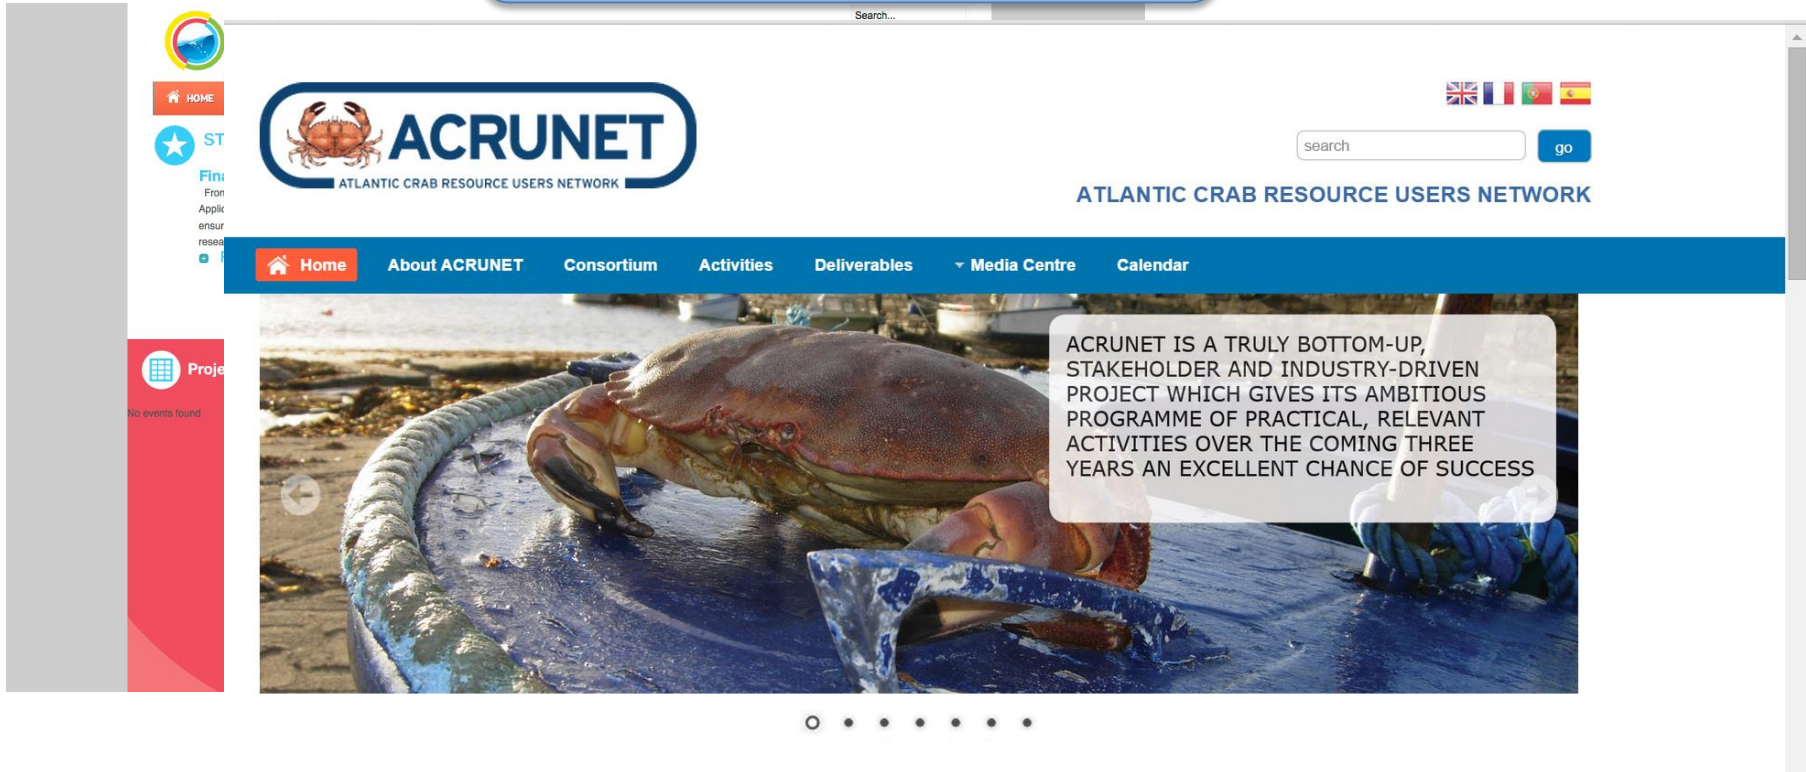 Search...
HOME
ST
Fina
From
Applic
ensur
resea
Proje
No events found
ACRUNET
ATLANTIC CRAB RESOURCE USERS NETWORK
search
go
ATLANTIC CRAB RESOURCE USERS NETWORK
Home About ACRUNET Consortium Activities Deliverables Media Centre Calendar
ACRUNET IS A TRULY BOTTOM-UP,
STAKEHOLDER AND INDUSTRY-DRIVEN
PROJECT WHICH GIVES ITS AMBITIOUS
PROGRAMME OF PRACTICAL, RELEVANT
ACTIVITIES OVER THE COMING THREE
YEARS AN EXCELLENT CHANCE OF SUCCESS